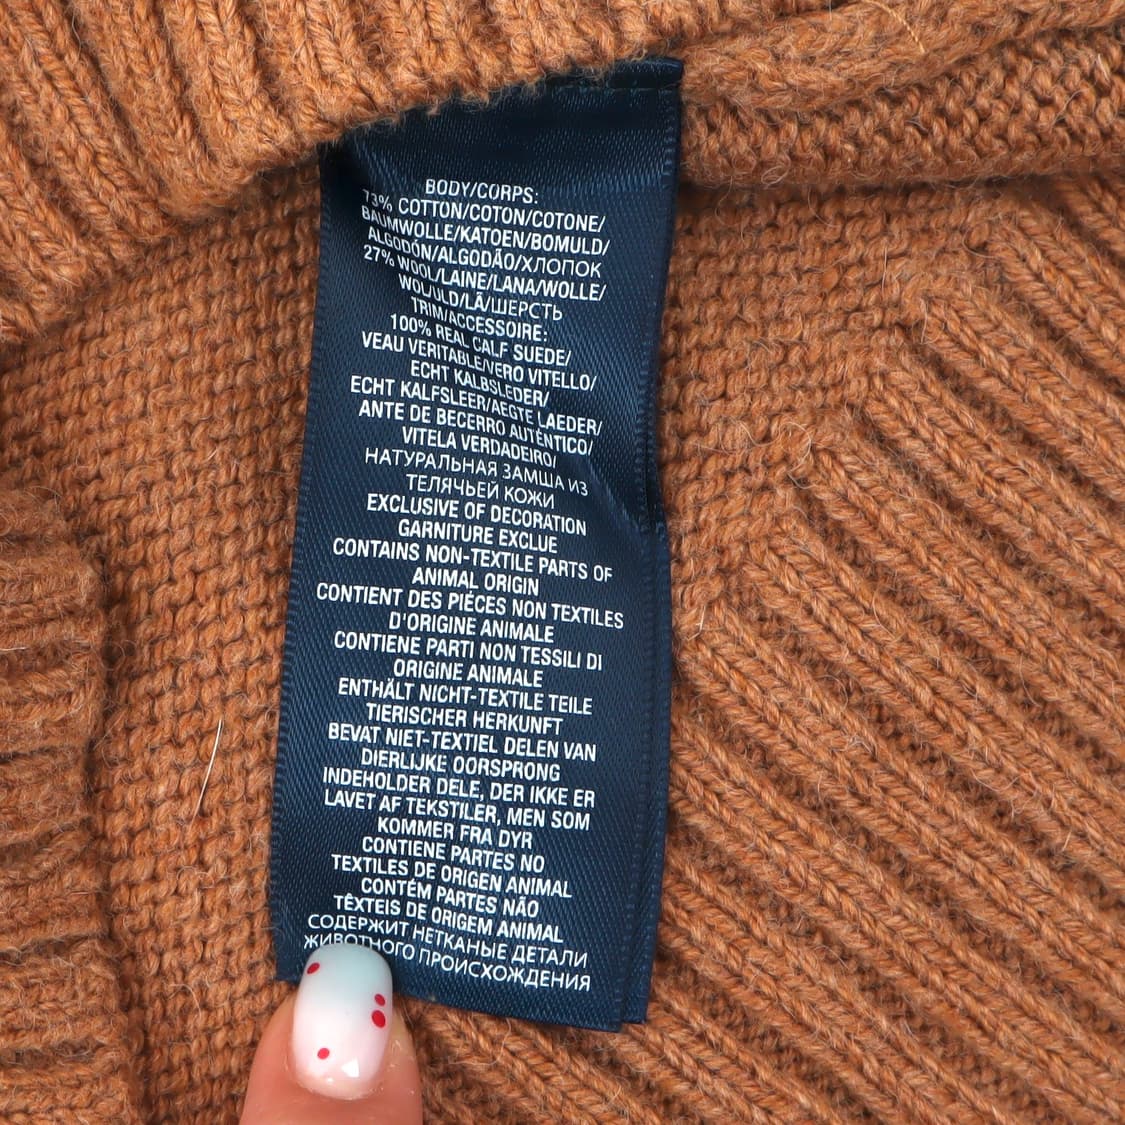 BODY/CORPS:
73% COTTON/COTON/COTONE/
BAUMWOLLE/KATOEN/BOMULD/
ALGODÓN/ALGODÃO/ХЛОПОК
27% WOOL/LAINE/LANA/WOLLE/
WOL/ULD/LÃ/ШЕРСТЬ
TRIM/ACCESSOIRE:
100% REAL CALF SUEDE/
VEAU VERITABLE/VERO VITELLO/
ECHT KALBSLEDER/
ECHT KALFSLEER/AEGTE LAEDER/
ANTE DE BECERRO AUTÉNTICO/
VITELA VERDADEIRO/
НАТУРАЛЬНАЯ ЗАМША ИЗ
ТЕЛЯЧЬЕЙ КОЖИ
EXCLUSIVE OF DECORATION
GARNITURE EXCLUE
CONTAINS NON-TEXTILE PARTS OF
ANIMAL ORIGIN
CONTIENT DES PIÉCES NON TEXTILES
D'ORIGINE ANIMALE
CONTIENE PARTI NON TESSILI DI
ORIGINE ANIMALE
ENTHÄLT NICHT-TEXTILE TEILE
TIERISCHER HERKUNFT
BEVAT NIET-TEXTIEL DELEN VAN
DIERLIJKE OORSPRONG
INDEHOLDER DELE, DER IKKE ER
LAVET AF TEKSTILER, MEN SOM
KOMMER FRA DYR
CONTIENE PARTES NO
TEXTILES DE ORIGEN ANIMAL
CONTÉM PARTES NÃO
TÊXTEIS DE ORIGEM ANIMAL
СОДЕРЖИТ НЕТКАНЫЕ ДЕТАЛИ
ЖИВОТНОГО ПРОИСХОЖДЕНИЯ